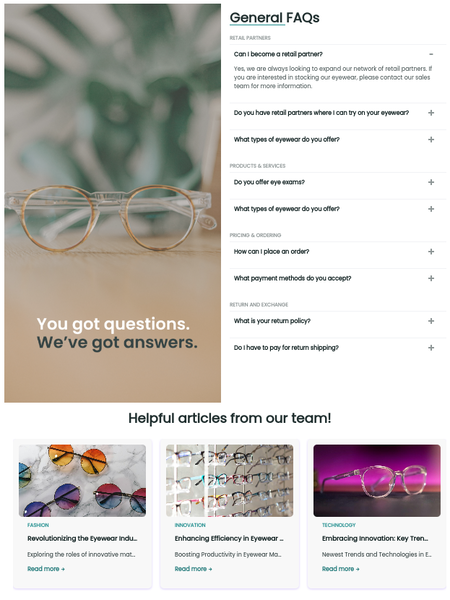 General FAQs
RETAIL PARTNERS
Can I become a retail partner?
Yes, we are always looking to expand our network of retail partners. If
you are interested in stocking our eyewear, please contact our sales
team for more information.
Do you have retail partners where I can try on your eyewear?
What types of eyewear do you offer?
PRODUCTS & SERVICES
Do you offer eye exams?
What types of eyewear do you offer?
PRICING & ORDERING
How can I place an order?
What payment methods do you accept?
RETURN AND EXCHANGE
What is your return policy?
Do I have to pay for return shipping?
You got questions.
We've got answers.
Helpful articles from our team!
FASHION
Revolutionizing the Eyewear Indu...
Exploring the roles of innovative mat...
Read more →
INNOVATION
Enhancing Efficiency in Eyewear ...
Boosting Productivity in Eyewear Ma...
Read more →
TECHNOLOGY
Embracing Innovation: Key Tren...
Newest Trends and Technologies in E...
Read more →